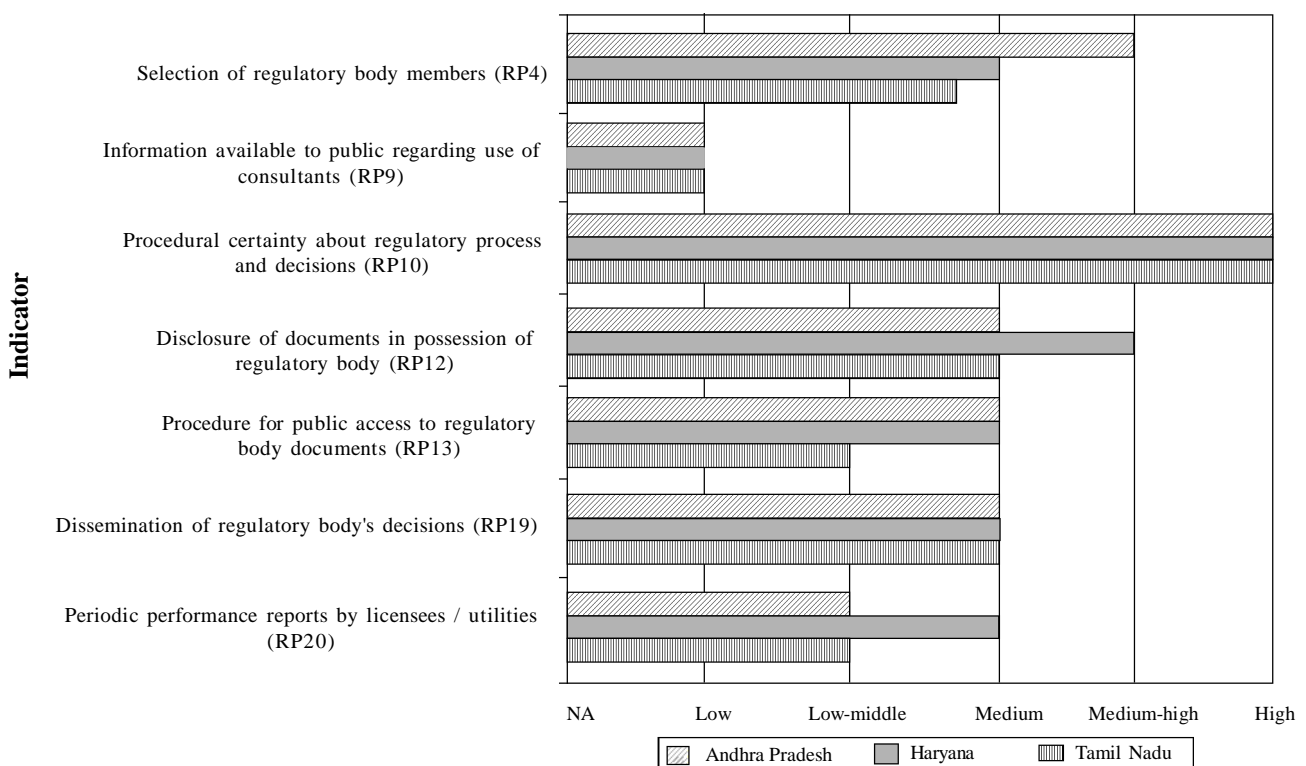 Indicator
Selection of regulatory body members (RP4)
Information available to public regarding use of
consultants (RP9)
Procedural certainty about regulatory process
and decisions (RP10)
Disclosure of documents in possession of
regulatory body (RP12)
Procedure for public access to regulatory
body documents (RP13)
Dissemination of regulatory body's decisions (RP19)
Periodic performance reports by licensees / utilities
(RP20)
NA Low Low-middle Medium Medium-high High
Andhra Pradesh Haryana Tamil Nadu